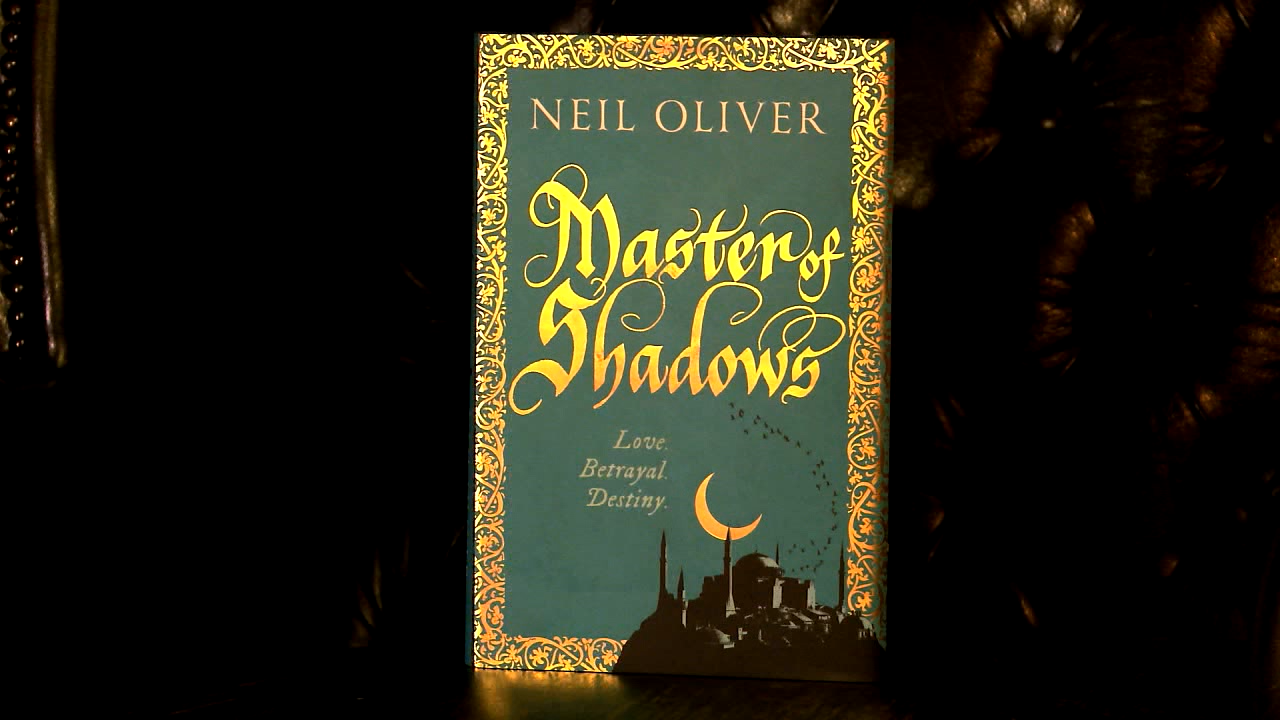 NEIL OLIVER
Master of
Shadows
Love.
Betrayal.
Destiny.